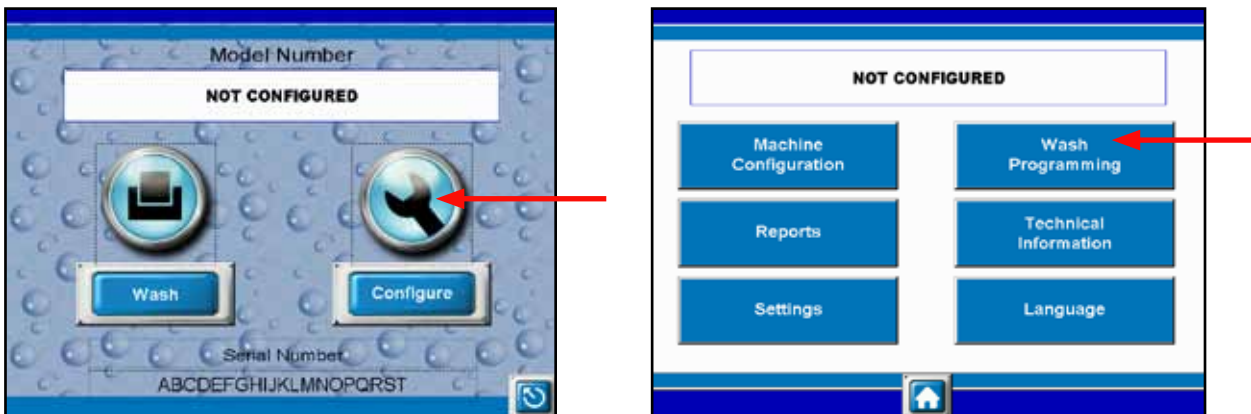 Model Number
NOT CONFIGURED
Wash
Configure
Serial Number
ABCDEFGHIJKLMNOPQRST
NOT CONFIGURED
Machine
Configuration
Wash
Programming
Reports
Technical
Information
Settings
Language